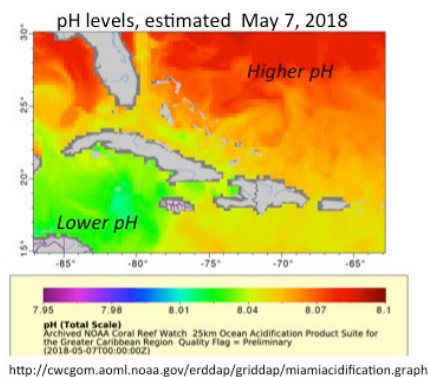 pH levels, estimated May 7, 2018
30°
Higher pH
25°
20°
Lower pH
15°
-85° -80° -75° -70° -65°
7.95 7.98 8.01 8.04 8.07 8.1
pH (Total Scale)
Archived NOAA Coral Reef Watch 25km Ocean Acidification Product Suite for
the Greater Caribbean Region Quality Flag = Preliminary
(2018-05-07T00:00:00Z)
http://cwcgom.aoml.noaa.gov/erddap/griddap/miamiacidification.graph